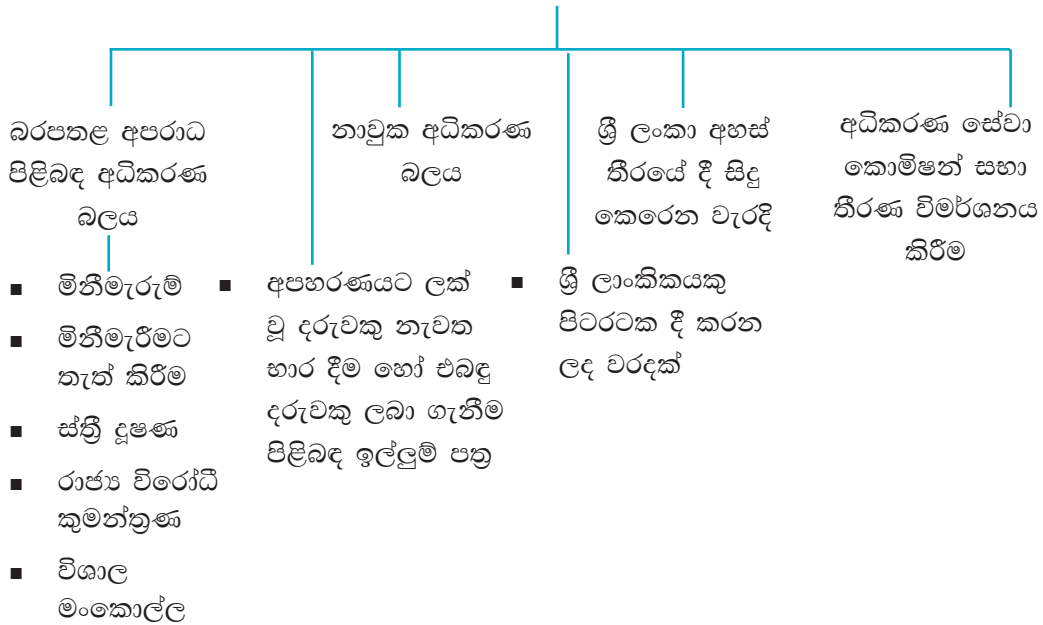 බරපතළ අපරාධ
පිළිබඳ අධිකරණ
බලය
■ මිනීමැරුම්
■ මිනීමැරීමට
තැත් කිරීම
■ ස්ත්‍රී දූෂණ
■ රාජ්‍ය විරෝධී
කුමන්ත්‍රණ
■ විශාල
මංකොල්ල
■ අපහරණයට ලක්
වූ දරුවකු නැවත
භාර දීම හෝ එබඳු
දරුවකු ලබා ගැනීම
පිළිබඳ ඉල්ලුම් පත්‍ර
නාවුක අධිකරණ
බලය
■ ශ්‍රී ලාංකිකයකු
පිටරටක දී කරන
ලද වරදක්
ශ්‍රී ලංකා අහස්
තීරයේ දී සිදු
කෙරෙන වැරදි
අධිකරණ සේවා
කොමිෂන් සභා
තීරණ විමර්ශනය
කිරීම